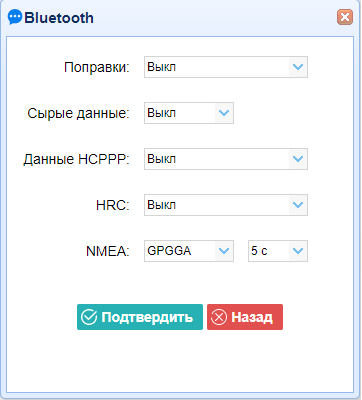 Bluetooth
Поправки: Выкл
Сырые данные: Выкл
Данные HCPPP: Выкл
HRC: Выкл
NMEA: GPGGA 5 с
Подтвердить Назад